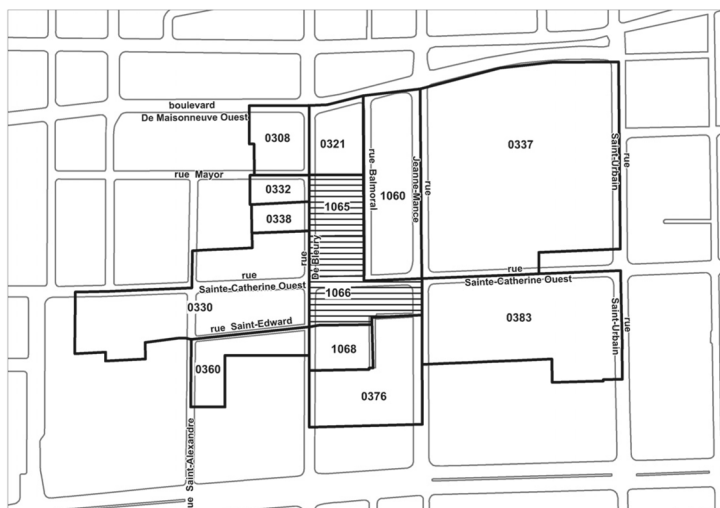 boulevard
De Maisonneuve Ouest
0308
0321
0337
rue Mayor
rue Balmoral
Jeanne-Mance
rue
Saint-Urbain
rue
0332
1065
1060
0338
rue
De Bleury
rue
Sainte-Catherine Ouest
rue
Sainte-Catherine Ouest
1066
0330
rue Saint-Edward
0383
Saint-Urbain
rue
1068
0360
0376
rue Saint-Alexandre